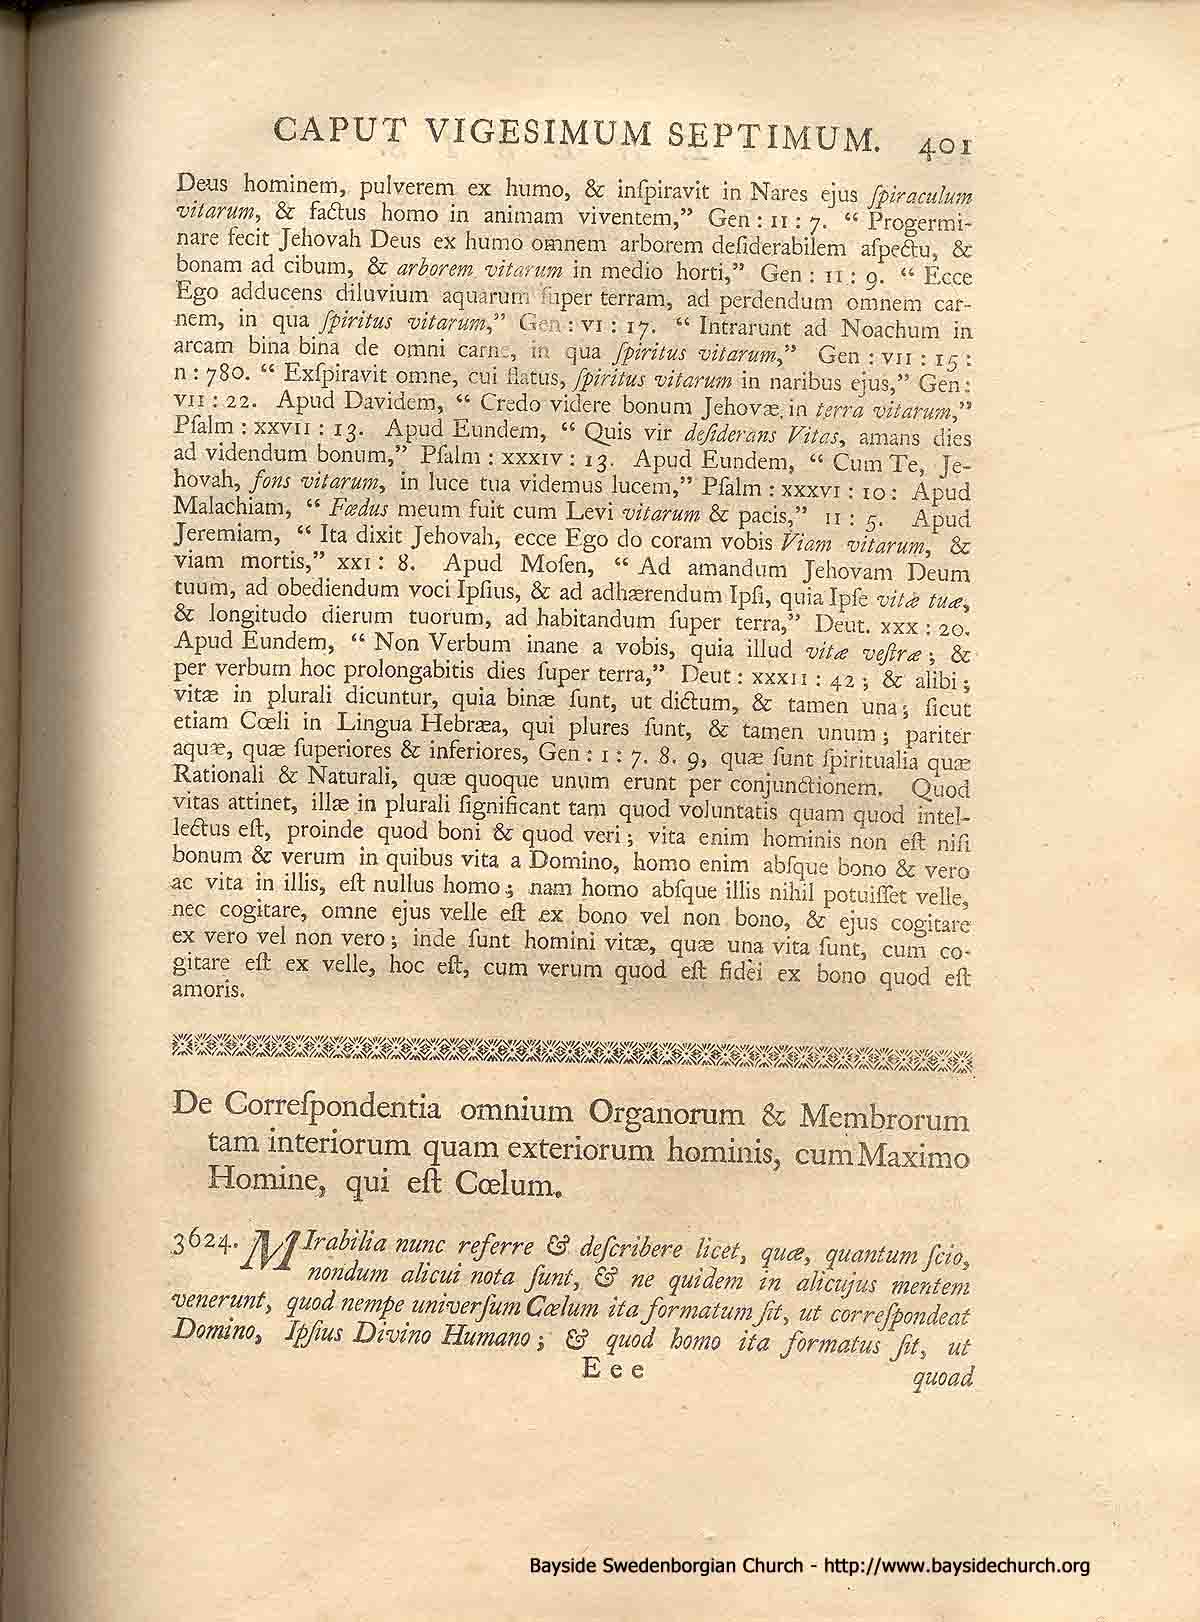 CAPUT VIGESIMUM SEPTIMUM. 401
Deus hominem, pulverem ex humo, & inſpiravit in Nares ejus ſpiraculum
vitarum, & factus homo in animam viventem,” Gen : II : 7. “ Progermi-
nare fecit Jehovah Deus ex humo omnem arborem deſiderabilem aſpectu, &
bonam ad cibum, & arborem vitarum in medio horti,” Gen : II : 9. “ Ecce
Ego adducens diluvium aquarum ſuper terram, ad perdendum omnem car-
nem, in qua ſpiritus vitarum,” Gen : VI : 17. “ Intrarunt ad Noachum in
arcam bina bina de omni carne, in qua ſpiritus vitarum,” Gen : VII : 15 :
n : 780. “ Exſpiravit omne, cui flatus, ſpiritus vitarum in naribus ejus,” Gen :
VII : 22. Apud Davidem, “ Credo videre bonum Jehovæ in terra vitarum,”
Pſalm : XXVII : 13. Apud Eundem, “ Quis vir deſiderans Vitas, amans dies
ad videndum bonum,” Pſalm : XXXIV : 13. Apud Eundem, “ Cum Te, Je-
hovah, fons vitarum, in luce tua videmus lucem,” Pſalm : XXXVI : 10 : Apud
Malachiam, “ Fœdus meum fuit cum Levi vitarum & pacis,” II : 5. Apud
Jeremiam, “ Ita dixit Jehovah, ecce Ego do coram vobis Viam vitarum, &
viam mortis,” XXI : 8. Apud Moſen, “ Ad amandum Jehovam Deum
tuum, ad obediendum voci Ipſius, & ad adhærendum Ipſi, quia Ipſe vitæ tuæ,
& longitudo dierum tuorum, ad habitandum ſuper terra,” Deut. XXX : 20.
Apud Eundem, “ Non Verbum inane a vobis, quia illud vitæ veſtræ ; &
per verbum hoc prolongabitis dies ſuper terra,” Deut : XXXII : 42 ; & alibi ;
vitæ in plurali dicuntur, quia binæ ſunt, ut dictum, & tamen una ; ſicut
etiam Cœli in Lingua Hebræa, qui plures ſunt, & tamen unum ; pariter
aquæ, quæ ſuperiores & inferiores, Gen : I : 7. 8. 9, quæ ſunt ſpiritualia quæ
Rationali & Naturali, quæ quoque unum erunt per conjunctionem. Quod
vitas attinet, illæ in plurali ſignificant tam quod voluntatis quam quod intel-
lectus eſt, proinde quod boni & quod veri ; vita enim hominis non eſt niſi
bonum & verum in quibus vita a Domino, homo enim abſque bono & vero
ac vita in illis, eſt nullus homo ; nam homo abſque illis nihil potuiſſet velle,
nec cogitare, omne ejus velle eſt ex bono vel non bono, & ejus cogitare
ex vero vel non vero ; inde ſunt homini vitæ, quæ una vita ſunt, cum co-
gitare eſt ex velle, hoc eſt, cum verum quod eſt fidei ex bono quod eſt
amoris.
De Correſpondentia omnium Organorum & Membrorum
tam interiorum quam exteriorum hominis, cum Maximo
Homine, qui eſt Cœlum.
3624. MIrabilia nunc referre & deſcribere licet, quæ, quantum ſcio,
nondum alicui nota ſunt, & ne quidem in alicujus mentem
venerunt, quod nempe univerſum Cœlum ita formatum ſit, ut correſpondeat
Domino, Ipſius Divino Humano ; & quod homo ita formatus ſit, ut
E e e quoad
Bayside Swedenborgian Church - http://www.baysidechurch.org